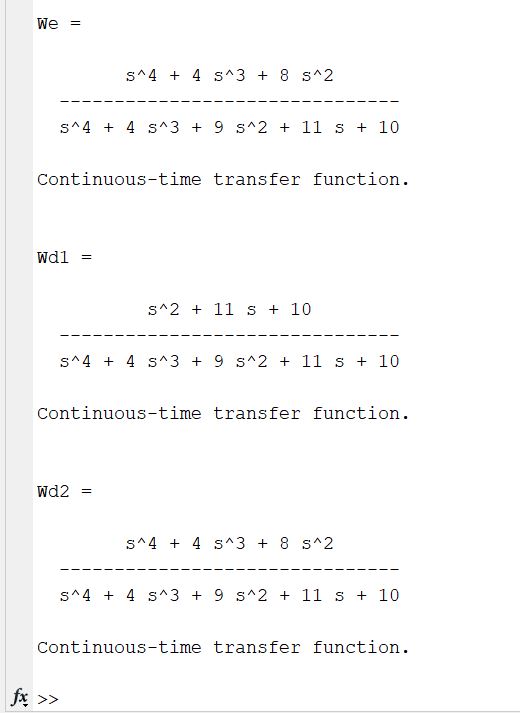 We =
s^4 + 4 s^3 + 8 s^2
-------------------------------
s^4 + 4 s^3 + 9 s^2 + 11 s + 10
Continuous-time transfer function.
Wd1 =
s^2 + 11 s + 10
-------------------------------
s^4 + 4 s^3 + 9 s^2 + 11 s + 10
Continuous-time transfer function.
Wd2 =
s^4 + 4 s^3 + 8 s^2
-------------------------------
s^4 + 4 s^3 + 9 s^2 + 11 s + 10
Continuous-time transfer function.
fx >>